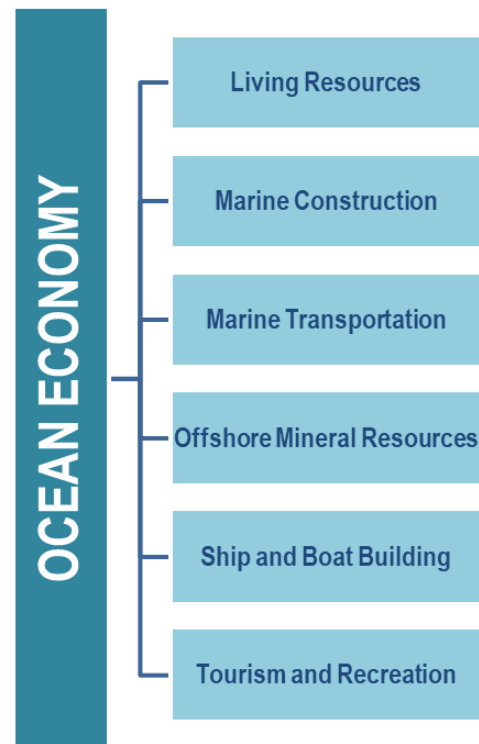 OCEAN ECONOMY
Living Resources
Marine Construction
Marine Transportation
Offshore Mineral Resources
Ship and Boat Building
Tourism and Recreation